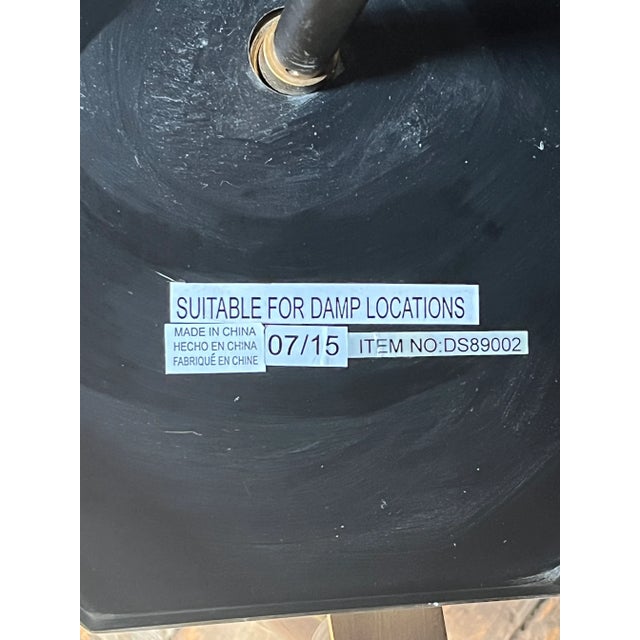 SUITABLE FOR DAMP LOCATIONS
MADE IN CHINA
HECHO EN CHINA
FABRIQUÉ EN CHINE
07/15
ITEM NO:DS89002